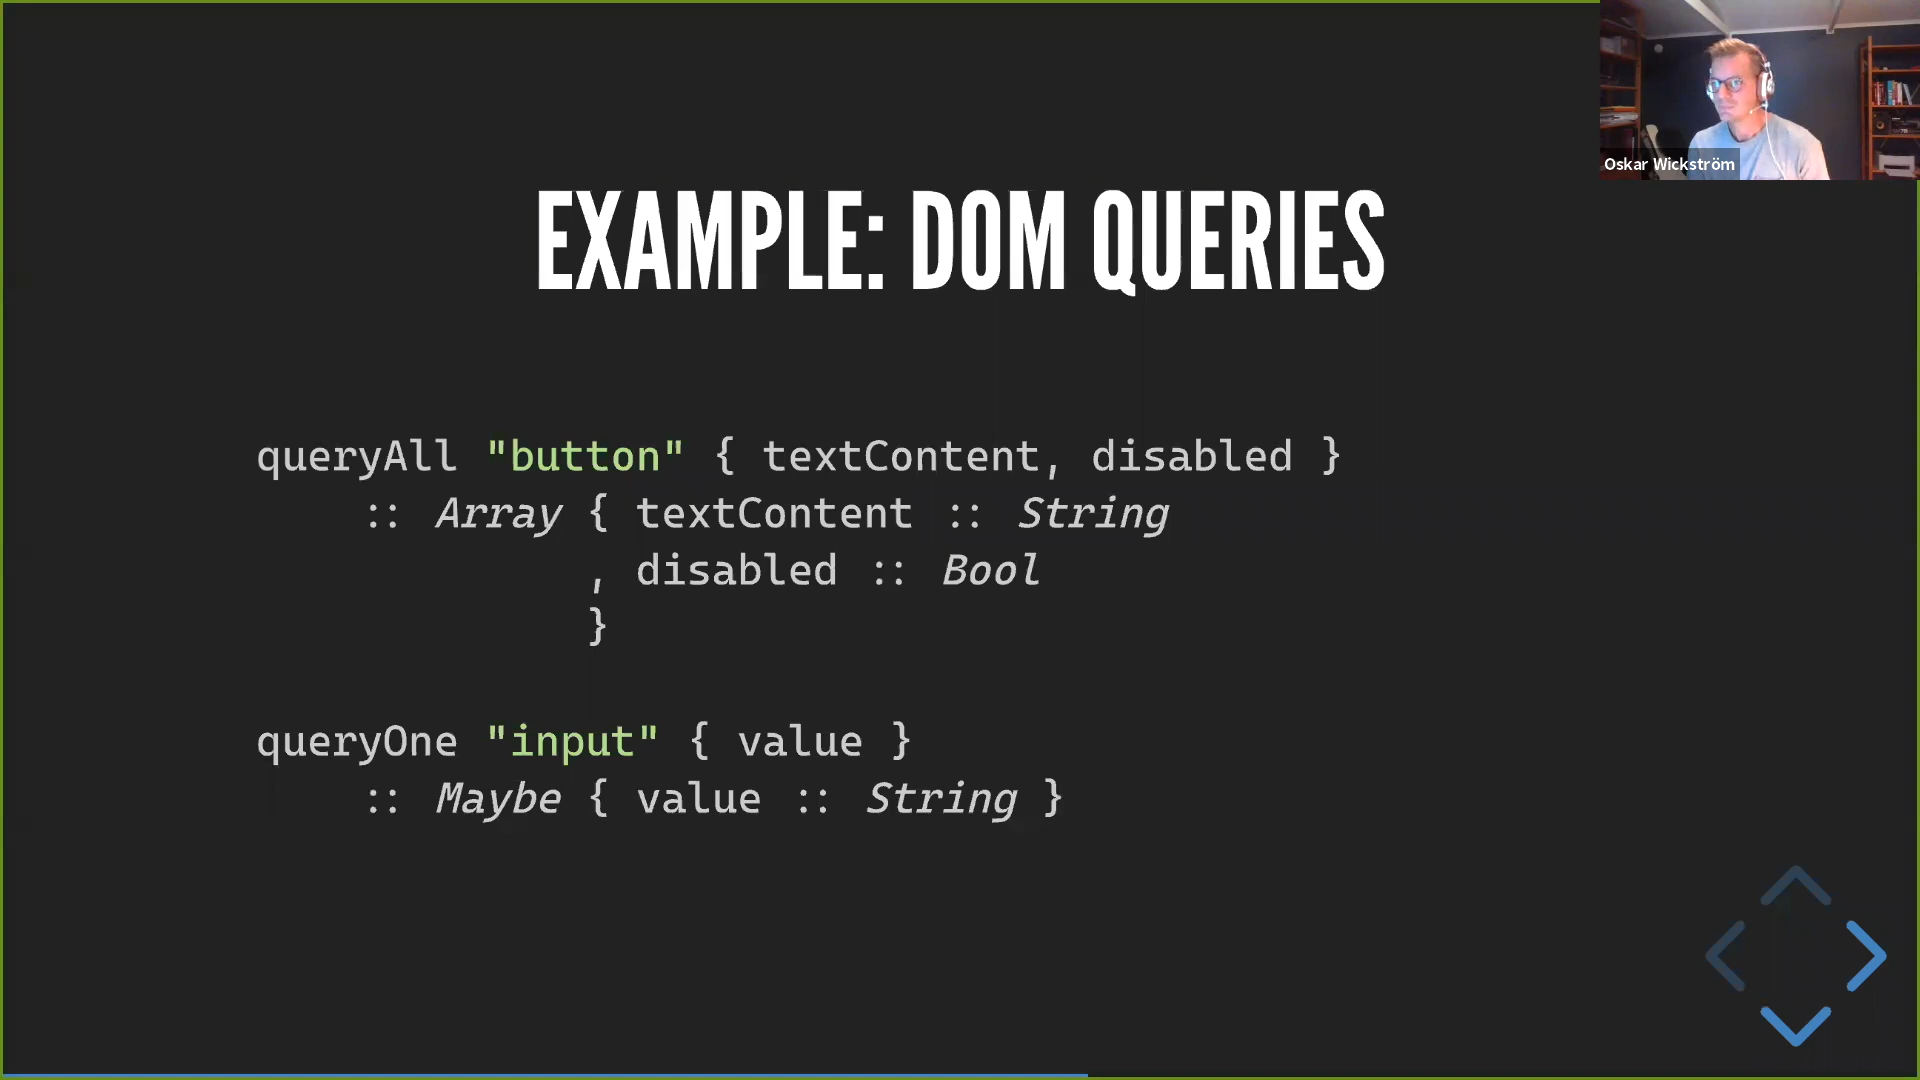 Oskar Wickström
EXAMPLE: DOM QUERIES
queryAll "button" { textContent, disabled }
:: Array { textContent :: String
, disabled :: Bool
}
queryOne "input" { value }
:: Maybe { value :: String }